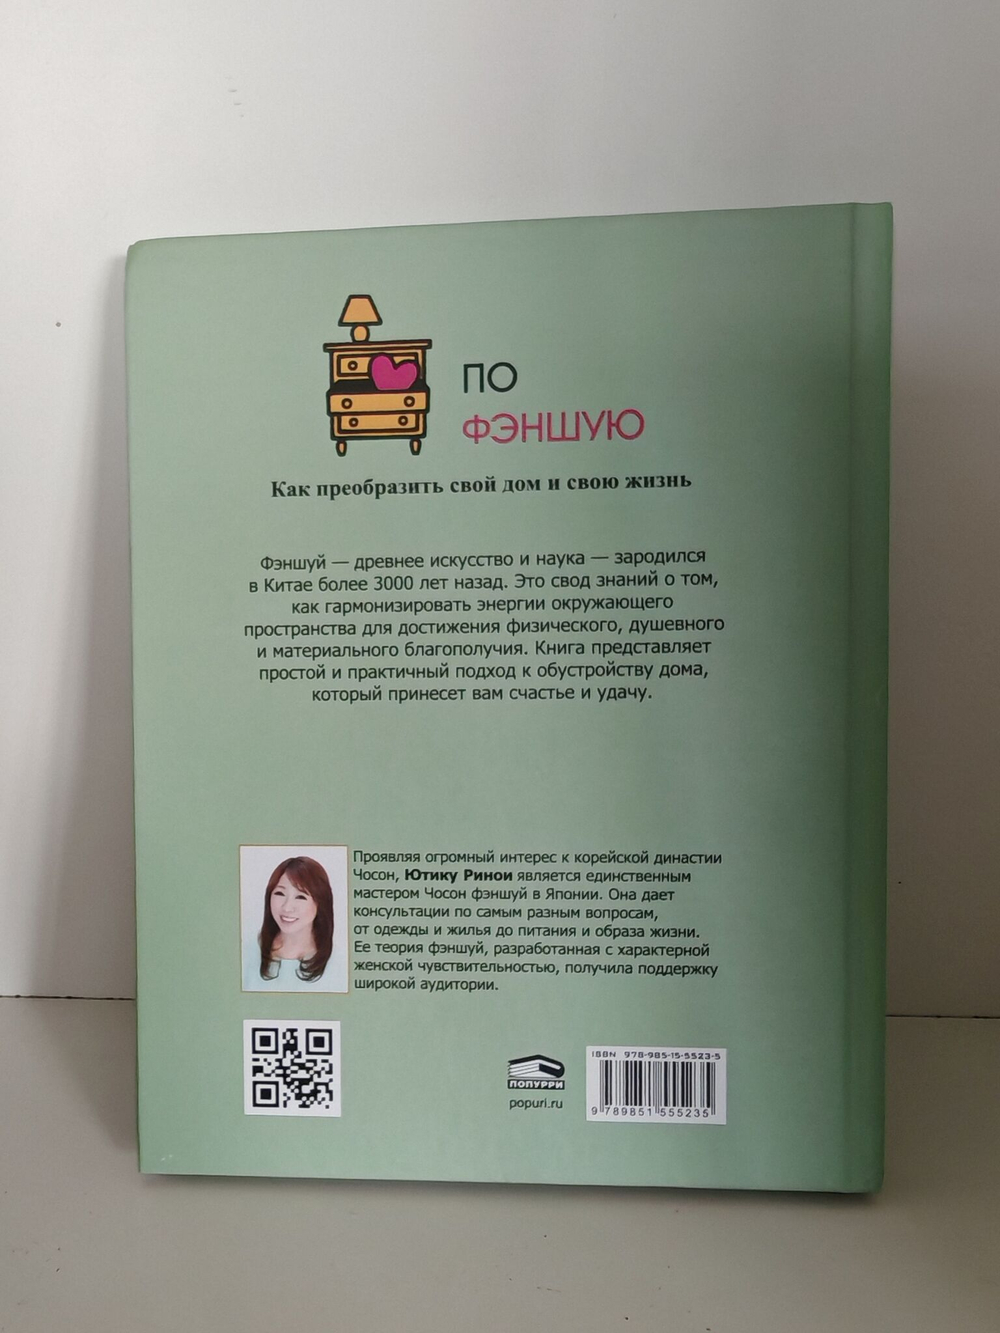 ПО
ФЭНШУЮ
Как преобразить свой дом и свою жизнь
Фэншуй — древнее искусство и наука — зародился
в Китае более 3000 лет назад. Это свод знаний о том,
как гармонизировать энергии окружающего
пространства для достижения физического, душевного
и материального благополучия. Книга представляет
простой и практичный подход к обустройству дома,
который принесет вам счастье и удачу.
Проявляя огромный интерес к корейской династии
Чосон, Ютику Ринои является единственным
мастером Чосон фэншуй в Японии. Она дает
консультации по самым разным вопросам,
от одежды и жилья до питания и образа жизни.
Ее теория фэншуй, разработанная с характерной
женской чувствительностью, получила поддержку
широкой аудитории.
ПОПУРРИ
popuri.ru
ISBN 978-985-15-5523-5
9 789851 555235